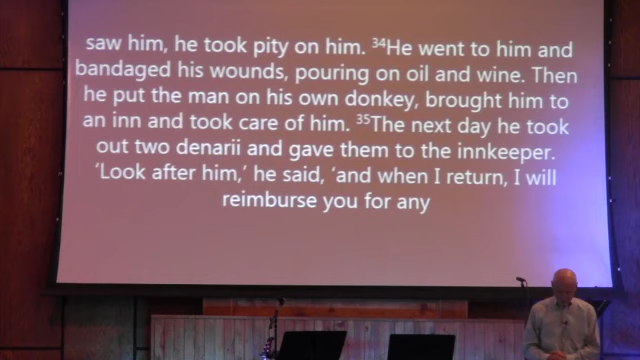 saw him, he took pity on him. ³⁴He went to him and
bandaged his wounds, pouring on oil and wine. Then
he put the man on his own donkey, brought him to
an inn and took care of him. ³⁵The next day he took
out two denarii and gave them to the innkeeper.
‘Look after him,’ he said, ‘and when I return, I will
reimburse you for any